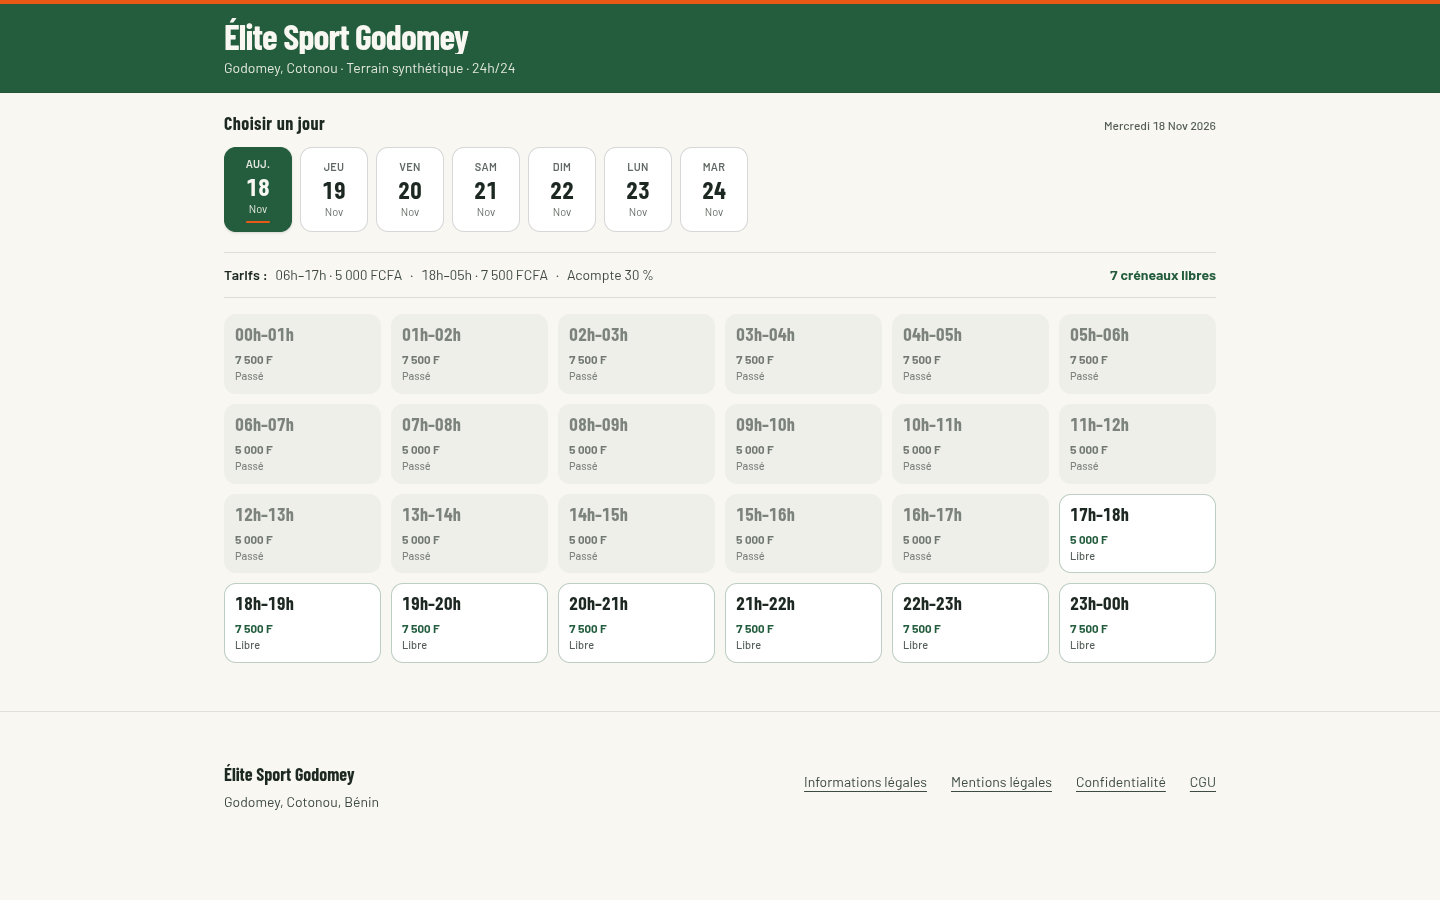 Élite Sport Godomey
Godomey, Cotonou · Terrain synthétique · 24h/24
Choisir un jour
Mercredi 18 Nov 2026
AUJ.
18
Nov
JEU
19
Nov
VEN
20
Nov
SAM
21
Nov
DIM
22
Nov
LUN
23
Nov
MAR
24
Nov
Tarifs : 06h–17h · 5 000 FCFA · 18h–05h · 7 500 FCFA · Acompte 30 %
7 créneaux libres
00h–01h
7 500 F
Passé
01h–02h
7 500 F
Passé
02h–03h
7 500 F
Passé
03h–04h
7 500 F
Passé
04h–05h
7 500 F
Passé
05h–06h
7 500 F
Passé
06h–07h
5 000 F
Passé
07h–08h
5 000 F
Passé
08h–09h
5 000 F
Passé
09h–10h
5 000 F
Passé
10h–11h
5 000 F
Passé
11h–12h
5 000 F
Passé
12h–13h
5 000 F
Passé
13h–14h
5 000 F
Passé
14h–15h
5 000 F
Passé
15h–16h
5 000 F
Passé
16h–17h
5 000 F
Passé
17h–18h
5 000 F
Libre
18h–19h
7 500 F
Libre
19h–20h
7 500 F
Libre
20h–21h
7 500 F
Libre
21h–22h
7 500 F
Libre
22h–23h
7 500 F
Libre
23h–00h
7 500 F
Libre
Élite Sport Godomey
Godomey, Cotonou, Bénin
Informations légales
Mentions légales
Confidentialité
CGU